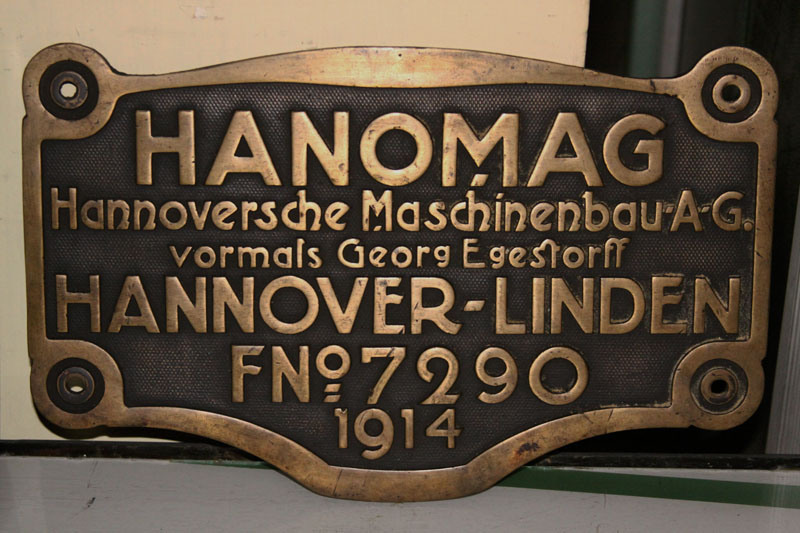 HANOMAG
Hannoversche Maschinenbau-A-G.
vormals Georg Egestorff
HANNOVER-LINDEN
FNº 7290
1914